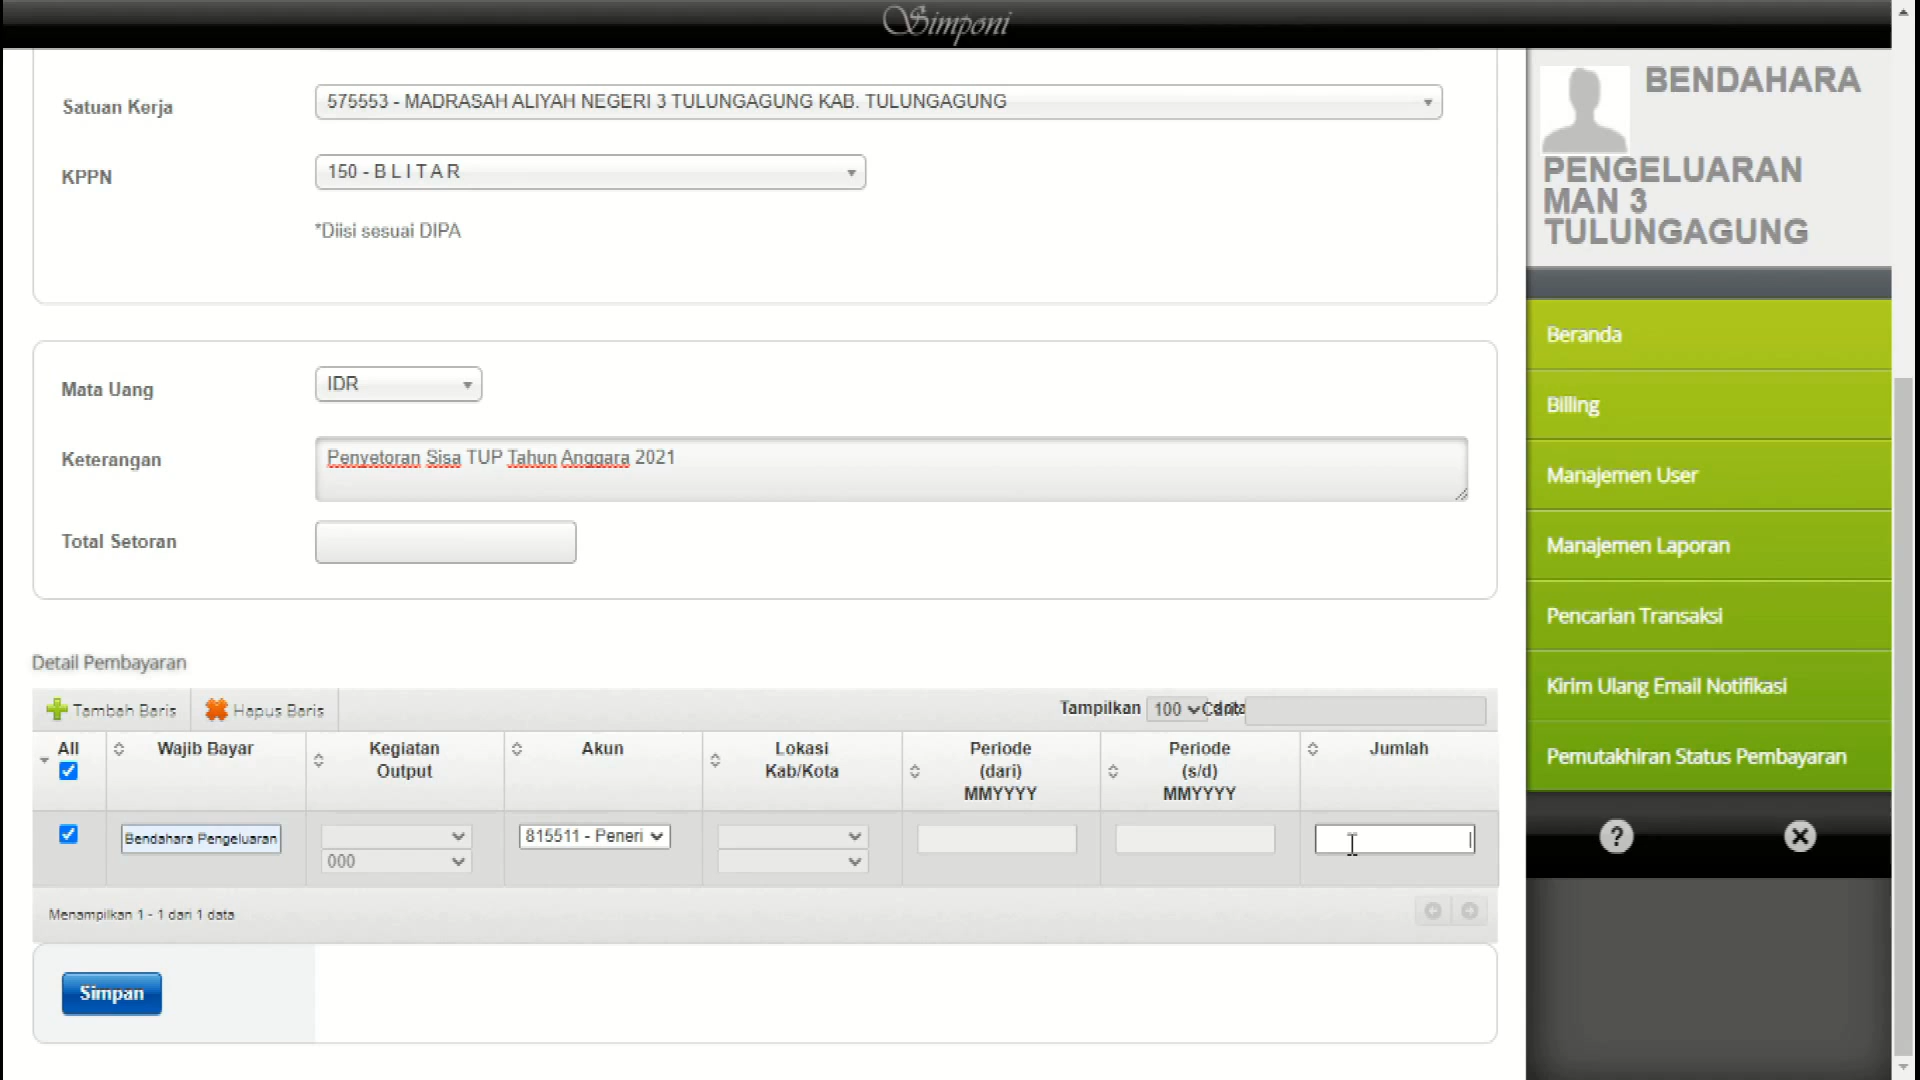 Simponi
Satuan Kerja
575553 - MADRASAH ALIYAH NEGERI 3 TULUNGAGUNG KAB. TULUNGAGUNG
KPPN
150 - B L I T A R
*Diisi sesuai DIPA
Mata Uang
IDR
Keterangan
Penyetoran Sisa TUP Tahun Anggara 2021
Total Setoran
Detail Pembayaran
Tambah Baris
Hapus Baris
Tampilkan 100
All
Wajib Bayar
Kegiatan Output
Akun
Lokasi Kab/Kota
Periode (dari) MMYYYY
Periode (s/d) MMYYYY
Jumlah
Bendahara Pengeluaran
000
815511 - Peneri
Menampilkan 1 - 1 dari 1 data
Simpan
BENDAHARA
PENGELUARAN
MAN 3
TULUNGAGUNG
Beranda
Billing
Manajemen User
Manajemen Laporan
Pencarian Transaksi
Kirim Ulang Email Notifikasi
Pemutakhiran Status Pembayaran
?